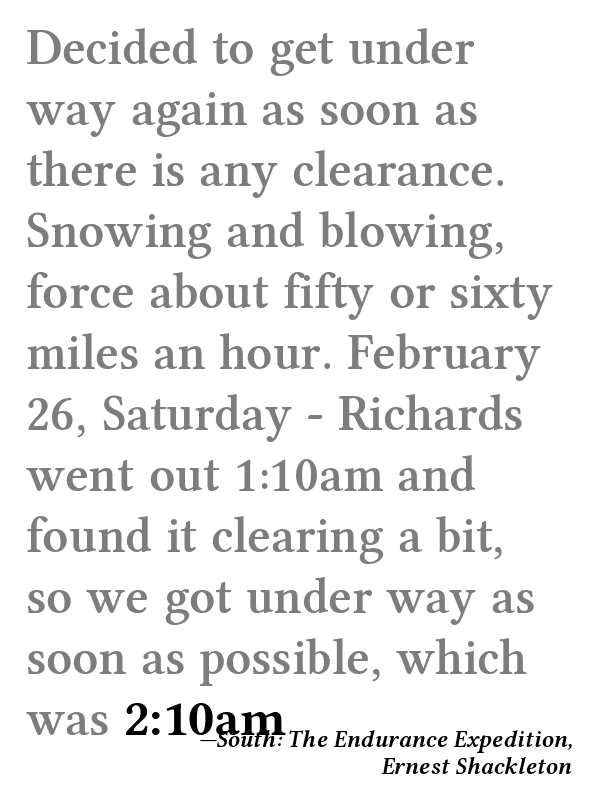 Decided to get under
way again as soon as
there is any clearance.
Snowing and blowing,
force about fifty or sixty
miles an hour. February
26, Saturday - Richards
went out 1:10am and
found it clearing a bit,
so we got under way as
soon as possible, which
was 2:10am
—South: The Endurance Expedition,
Ernest Shackleton